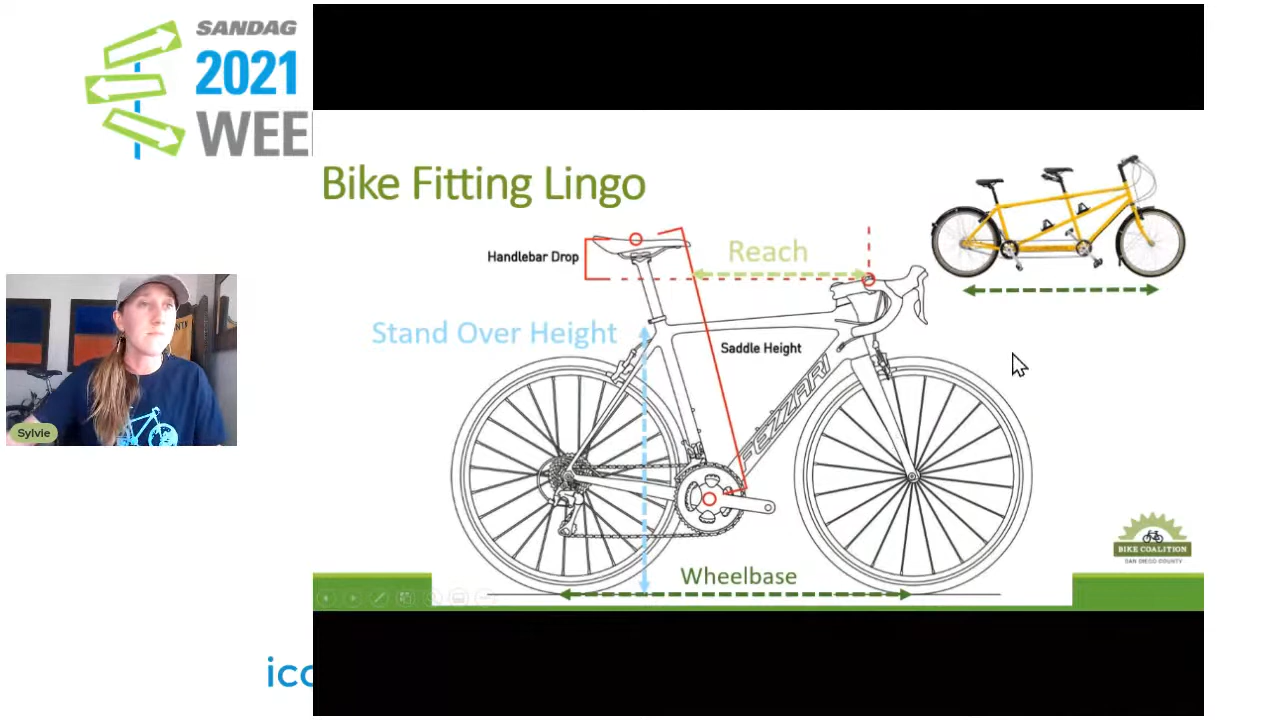 SANDAG
2021
WEE
Bike Fitting Lingo
Handlebar Drop
Reach
Stand Over Height
Saddle Height
FEZZARI
Sylvie
BIKE COALITION
SAN DIEGO COUNTY
Wheelbase
icc